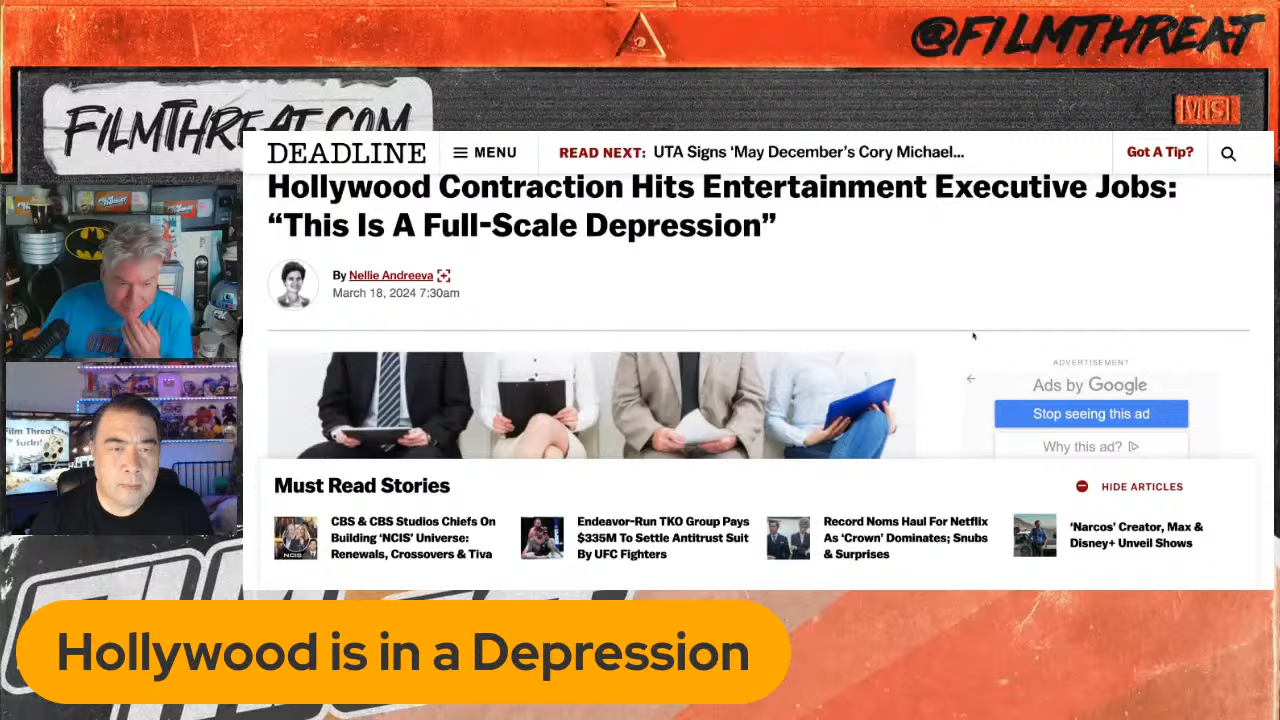 @FILMTHREAT
FILMTHREAT.COM
DEADLINE
MENU
READ NEXT: UTA Signs ‘May December’s Cory Michael...
Got A Tip?
Hollywood Contraction Hits Entertainment Executive Jobs:
“This Is A Full-Scale Depression”
By Nellie Andreeva
March 18, 2024 7:30am
ADVERTISEMENT
Ads by Google
Stop seeing this ad
Why this ad?
Film Threat
Sucks!
Must Read Stories
HIDE ARTICLES
CBS & CBS Studios Chiefs On
Building ‘NCIS’ Universe:
Renewals, Crossovers & Tiva
NCIS
Endeavor-Run TKO Group Pays
$335M To Settle Antitrust Suit
By UFC Fighters
Record Noms Haul For Netflix
As ‘Crown’ Dominates; Snubs
& Surprises
‘Narcos’ Creator, Max &
Disney+ Unveil Shows
Hollywood is in a Depression